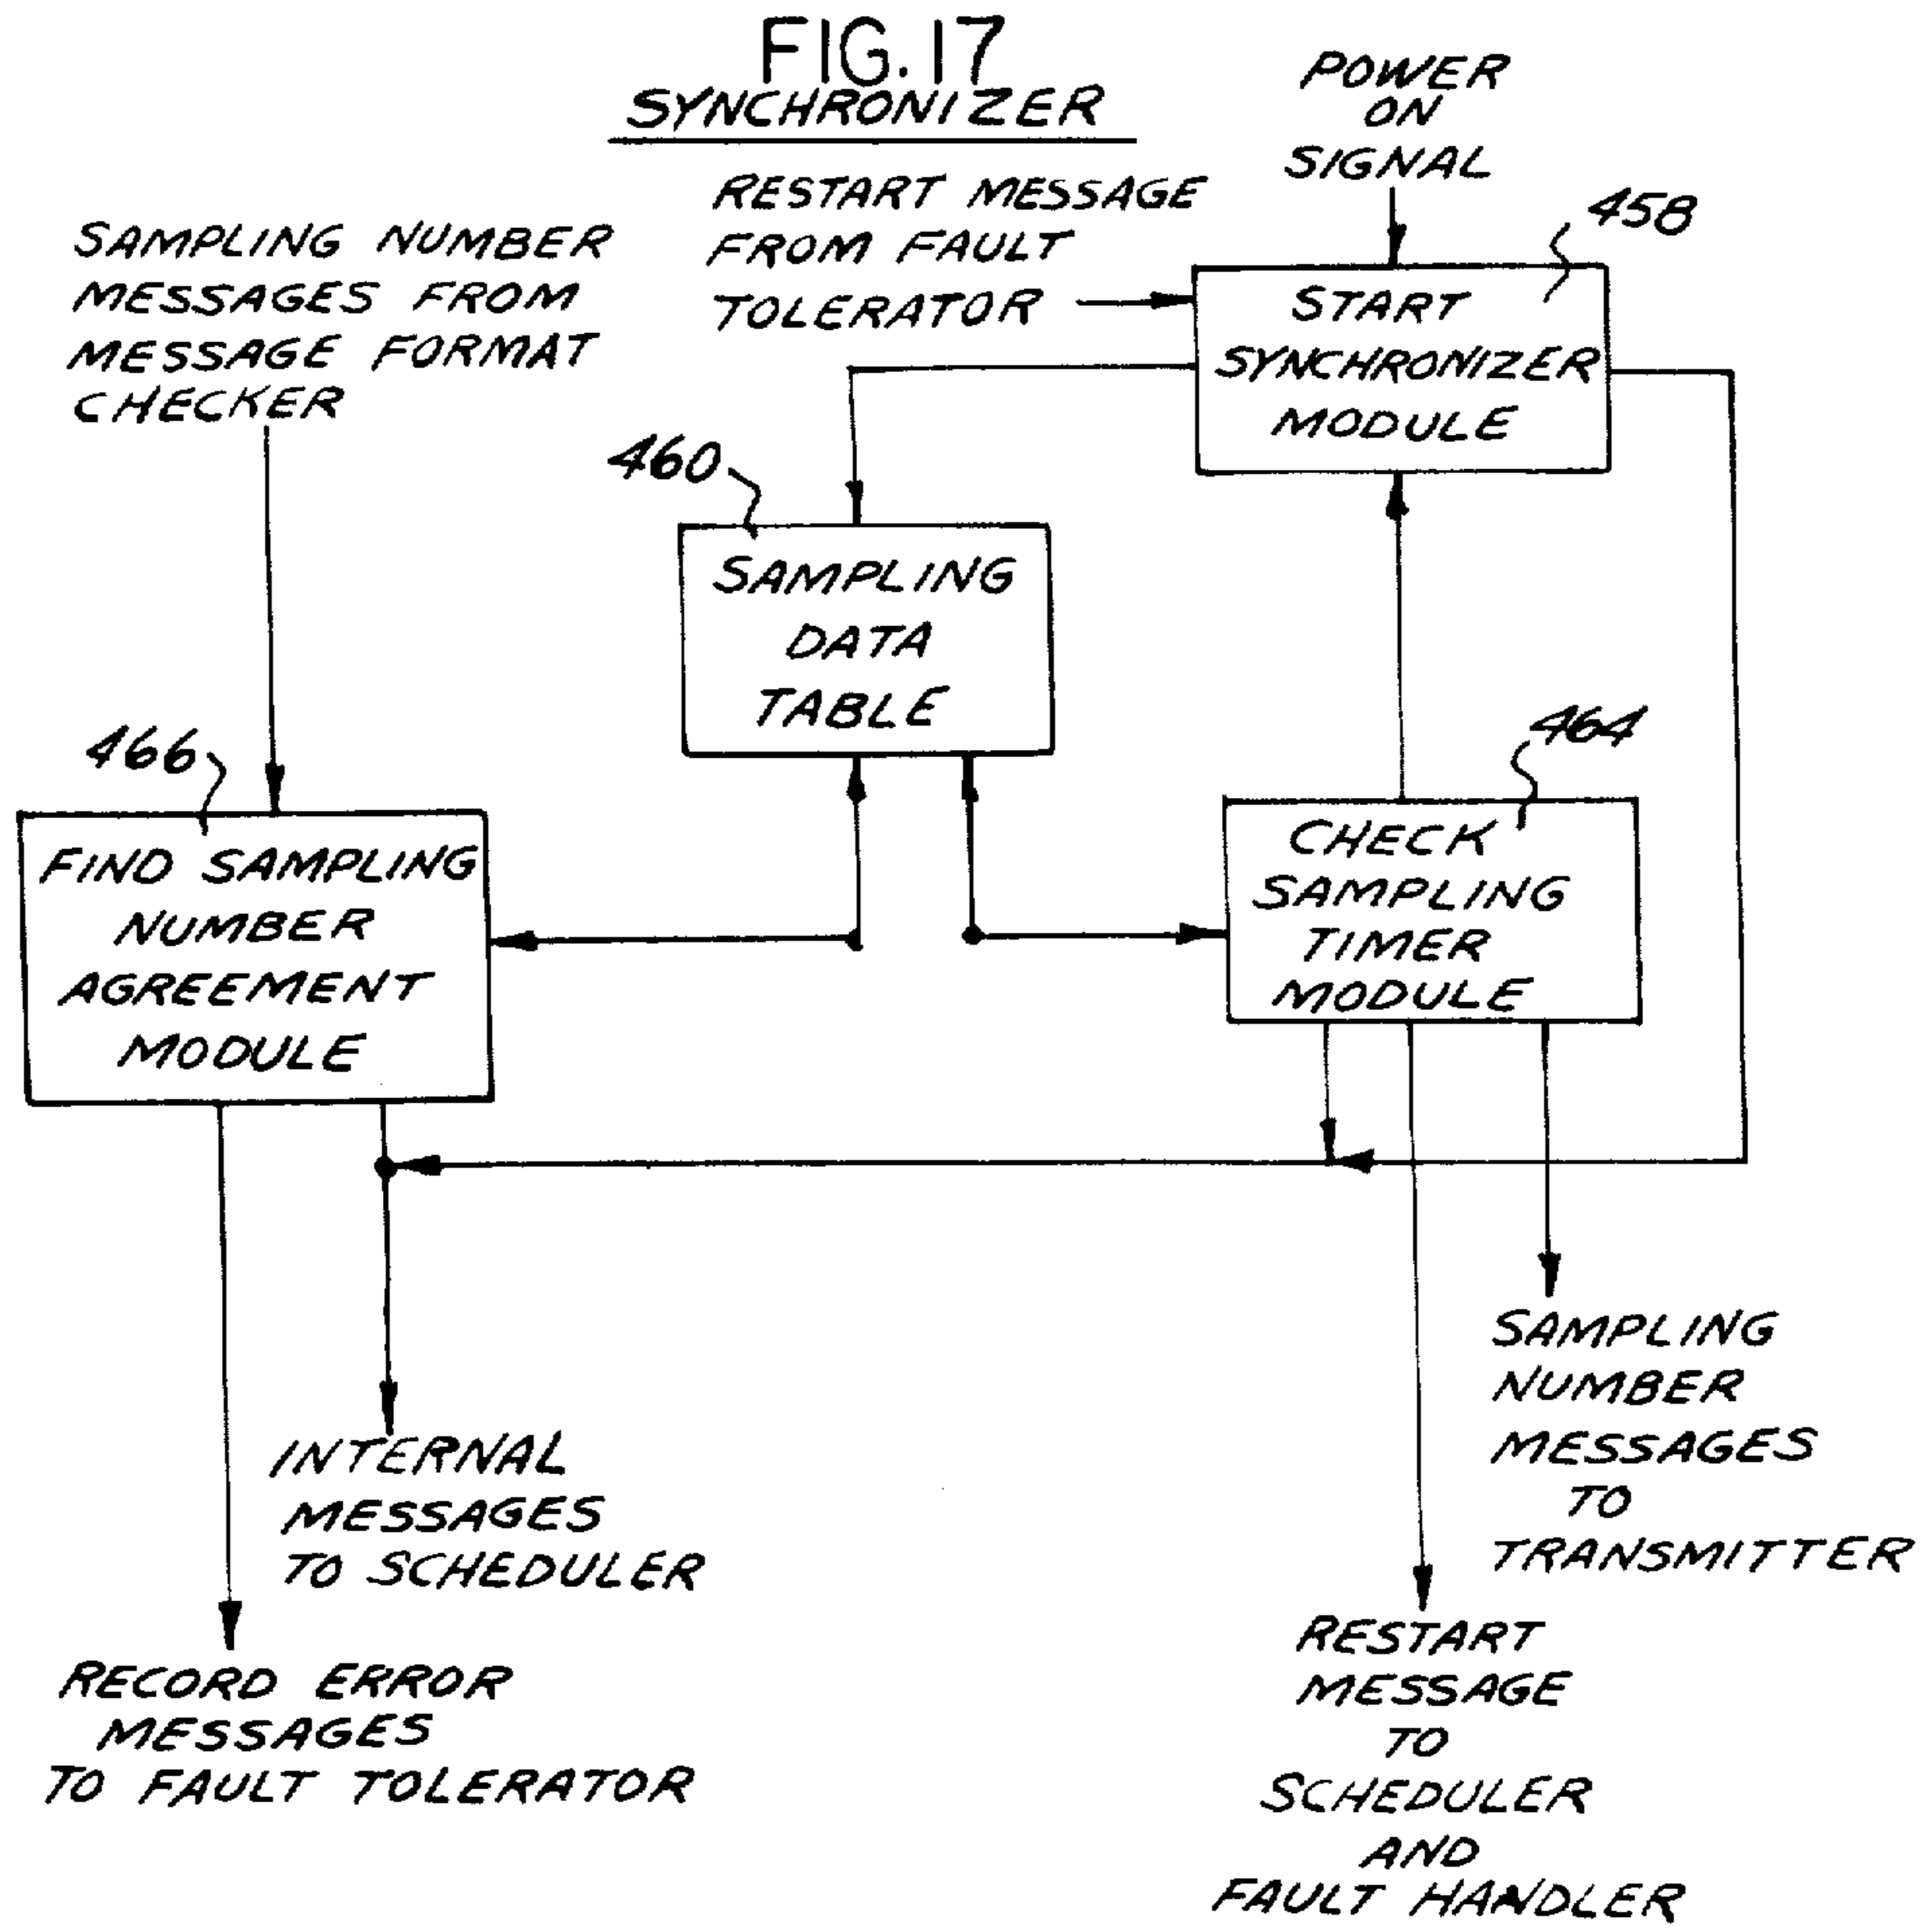 FIG. 17
SYNCHRONIZER
POWER
ON
SIGNAL
RESTART MESSAGE
FROM FAULT
TOLERATOR
458
SAMPLING NUMBER
MESSAGES FROM
MESSAGE FORMAT
CHECKER
START
SYNCHRONIZER
MODULE
460
SAMPLING
DATA
TABLE
466
FIND SAMPLING
NUMBER
AGREEMENT
MODULE
464
CHECK
SAMPLING
TIMER
MODULE
INTERNAL
MESSAGES
TO SCHEDULER
SAMPLING
NUMBER
MESSAGES
TO
TRANSMITTER
RECORD ERROR
MESSAGES
TO FAULT TOLERATOR
RESTART
MESSAGE
TO
SCHEDULER
AND
FAULT HANDLER